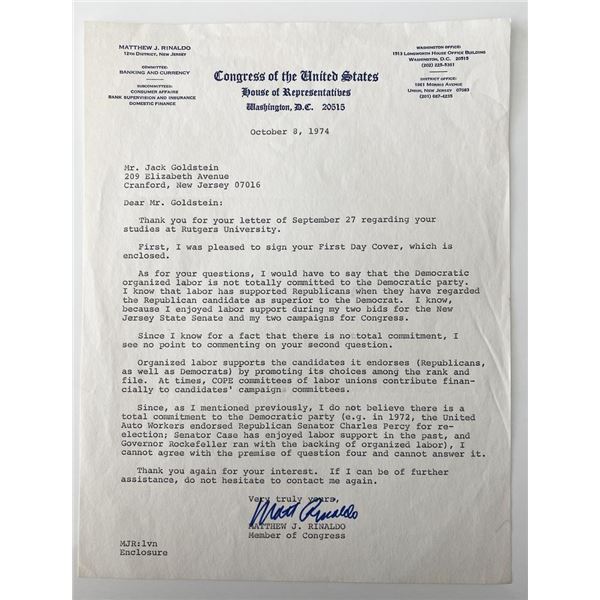 MATTHEW J. RINALDO
12TH DISTRICT, NEW JERSEY
COMMITTEE:
BANKING AND CURRENCY
SUBCOMMITTEES:
CONSUMER AFFAIRS
BANK SUPERVISION AND INSURANCE
DOMESTIC FINANCE
Congress of the United States
House of Representatives
Washington, D.C. 20515
WASHINGTON OFFICE:
1513 LONGWORTH HOUSE OFFICE BUILDING
WASHINGTON, D.C. 20515
(202) 225-5361
DISTRICT OFFICE:
1961 MORRIS AVENUE
UNION, NEW JERSEY 07083
(201) 687-4235
October 8, 1974
Mr. Jack Goldstein
209 Elizabeth Avenue
Cranford, New Jersey 07016
Dear Mr. Goldstein:
Thank you for your letter of September 27 regarding your
studies at Rutgers University.
First, I was pleased to sign your First Day Cover, which is
enclosed.
As for your questions, I would have to say that the Democratic
organized labor is not totally committed to the Democratic party.
I know that labor has supported Republicans when they have regarded
the Republican candidate as superior to the Democrat. I know,
because I enjoyed labor support during my two bids for the New
Jersey State Senate and my two campaigns for Congress.
Since I know for a fact that there is no total commitment, I
see no point to commenting on your second question.
Organized labor supports the candidates it endorses (Republicans,
as well as Democrats) by promoting its choices among the rank and
file. At times, COPE committees of labor unions contribute finan-
cially to candidates' campaigns committees.
Since, as I mentioned previously, I do not believe there is a
total commitment to the Democratic party (e.g. in 1972, the United
Auto Workers endorsed Republican Senator Charles Percy for re-
election; Senator Case has enjoyed labor support in the past, and
Governor Rockefeller ran with the backing of organized labor), I
cannot agree with the premise of question four and cannot answer it.
Thank you again for your interest. If I can be of further
assistance, do not hesitate to contact me again.
Very truly yours,
Matt Rinaldo
MATTHEW J. RINALDO
Member of Congress
MJR:lvn
Enclosure